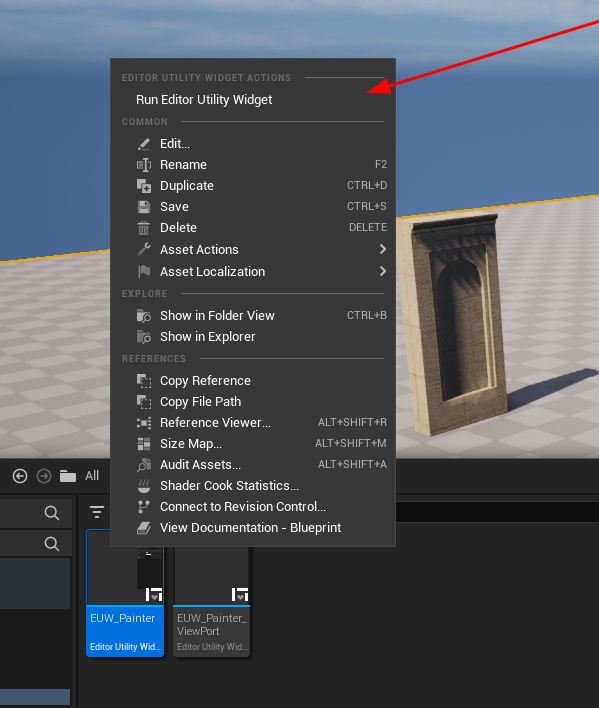 EDITOR UTILITY WIDGET ACTIONS
Run Editor Utility Widget
COMMON
Edit...
Rename F2
Duplicate CTRL+D
Save CTRL+S
Delete DELETE
Asset Actions
Asset Localization
EXPLORE
Show in Folder View CTRL+B
Show in Explorer
REFERENCES
Copy Reference
Copy File Path
Reference Viewer... ALT+SHIFT+R
Size Map... ALT+SHIFT+M
Audit Assets... ALT+SHIFT+A
Shader Cook Statistics...
Connect to Revision Control...
View Documentation - Blueprint
All
EUW_Painter
Editor Utility Wid...
EUW_Painter_
ViewPort
Editor Utility Wid...